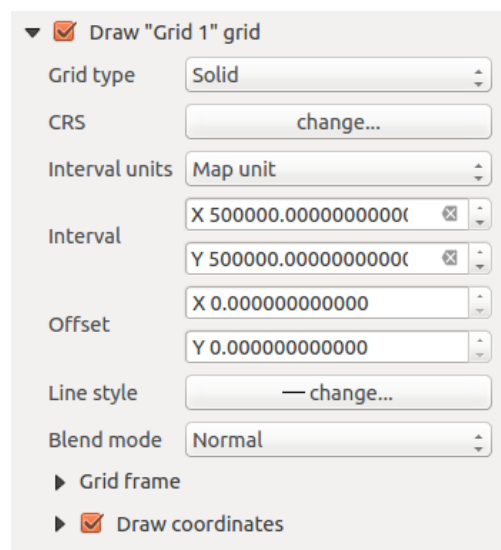 Draw "Grid 1" grid
Grid type Solid
CRS change...
Interval units Map unit
Interval
X 500000.0000000000(
Y 500000.0000000000(
Offset
X 0.000000000000
Y 0.000000000000
Line style change...
Blend mode Normal
Grid frame
Draw coordinates